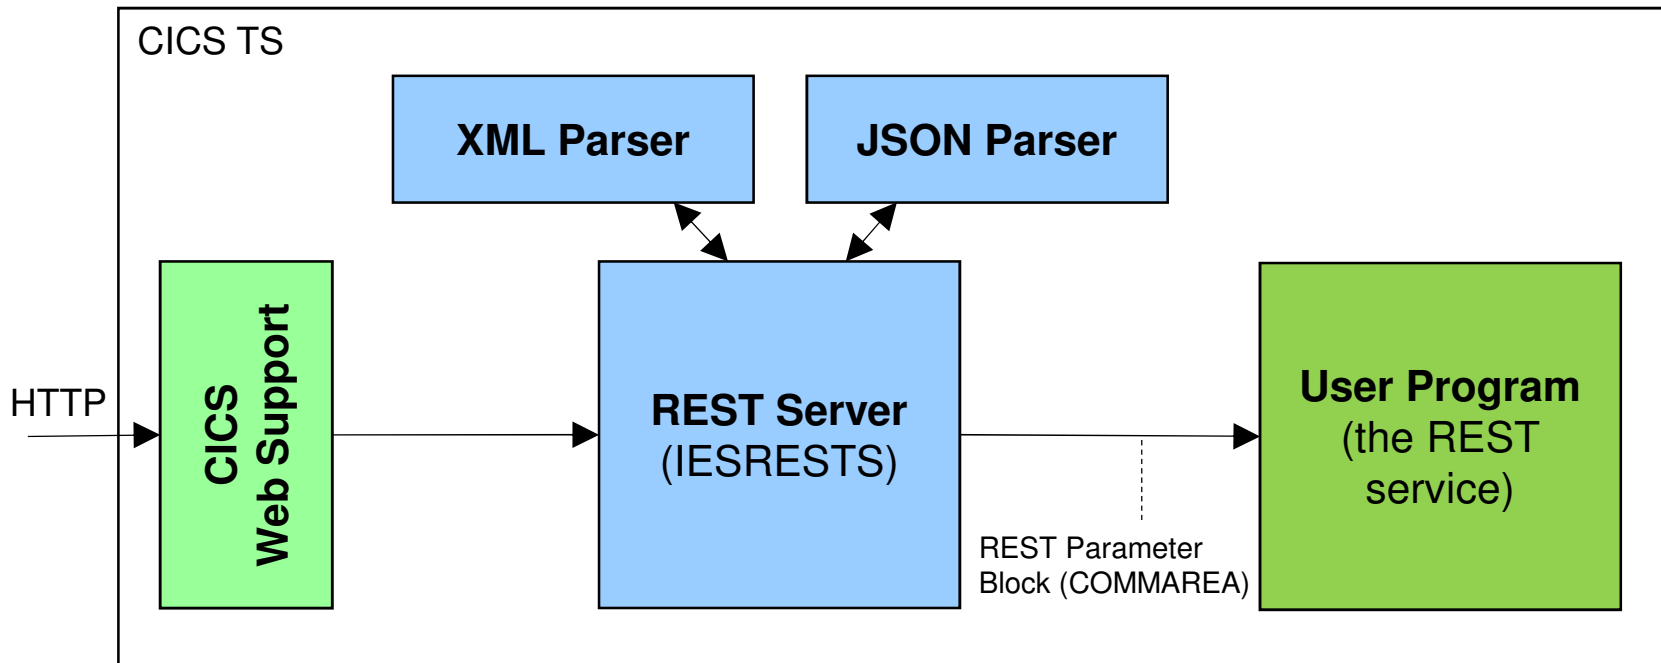 CICS TS
XML Parser
JSON Parser
HTTP
CICS
Web Support
REST Server
(IESRESTS)
REST Parameter
Block (COMMAREA)
User Program
(the REST
service)